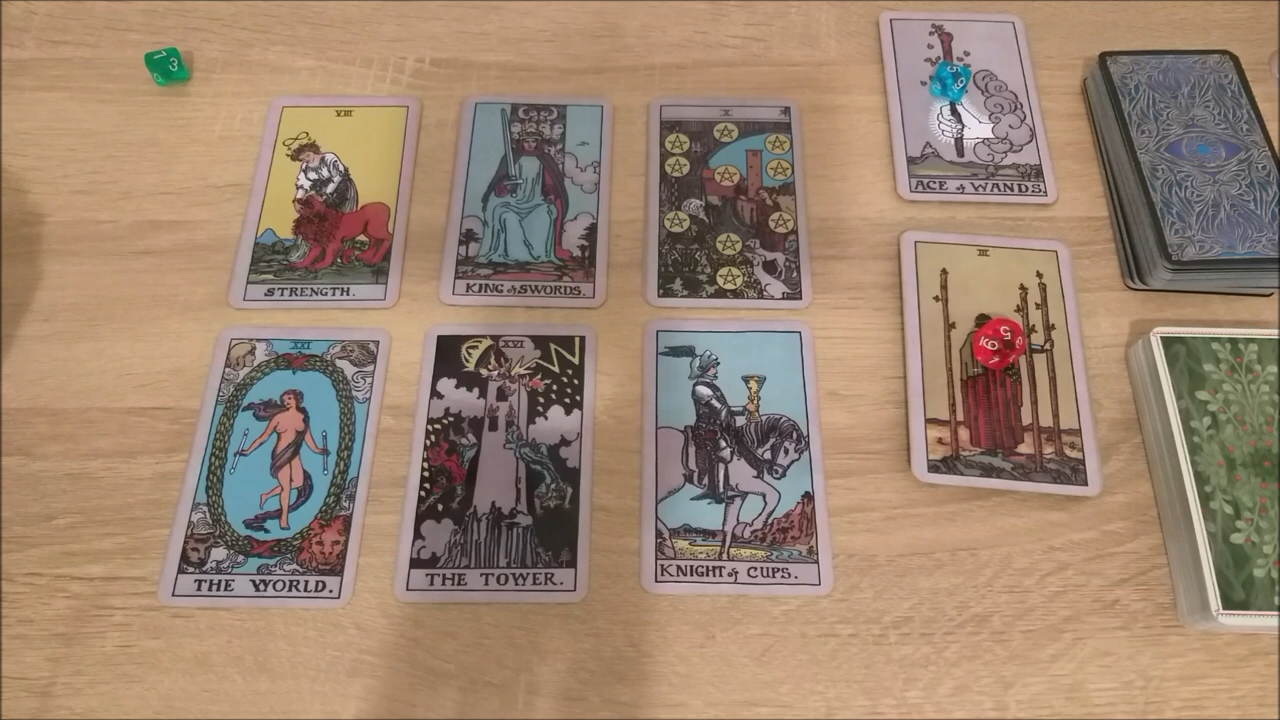 VIII
STRENGTH.
KING of SWORDS.
X
ACE of WANDS.
III
XXI
THE WORLD.
XVI
THE TOWER.
KNIGHT of CUPS.